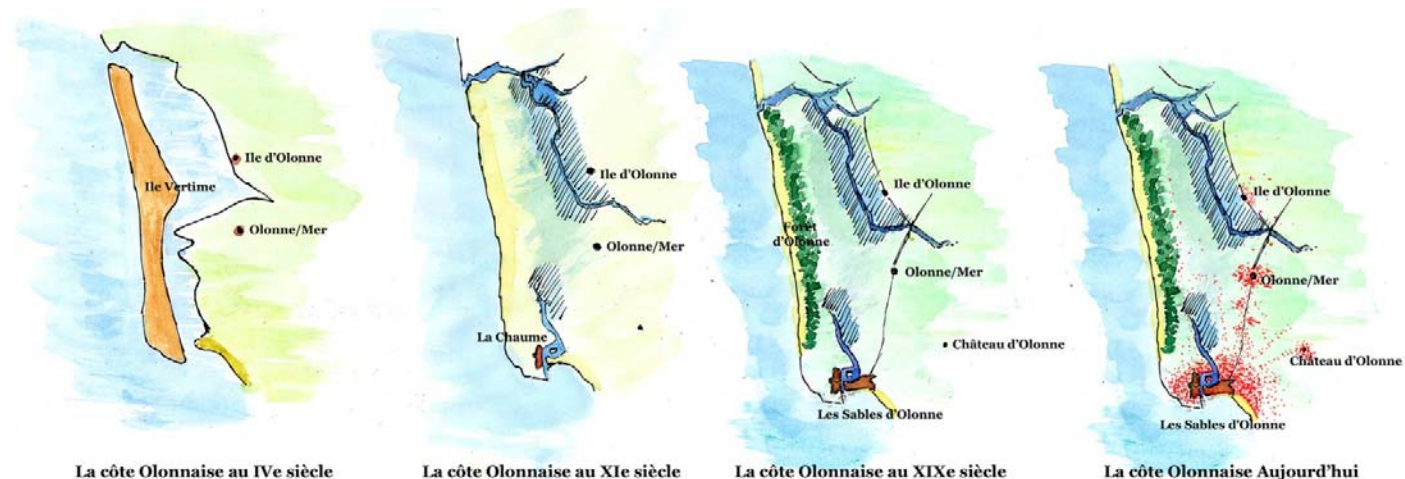 Ile d'Olonne
Ile Vertime
Olonne/Mer
La côte Olonnaise au IVe siècle
Ile d'Olonne
Olonne/Mer
La Chaume
La côte Olonnaise au XIe siècle
Ile d'Olonne
Foret
d'Olonne
Olonne/Mer
Château d'Olonne
Les Sables d'Olonne
La côte Olonnaise au XIXe siècle
Ile d'Olonne
Olonne/Mer
Château d'Olonne
Les Sables d'Olonne
La côte Olonnaise Aujourd'hui